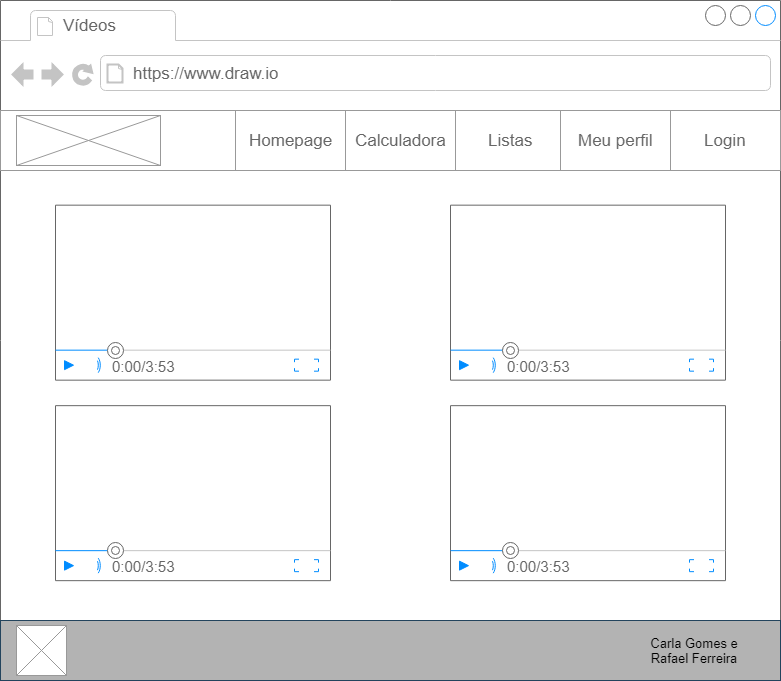 Vídeos
https://www.draw.io
Homepage
Calculadora
Listas
Meu perfil
Login
0:00/3:53
0:00/3:53
0:00/3:53
0:00/3:53
Carla Gomes e
Rafael Ferreira